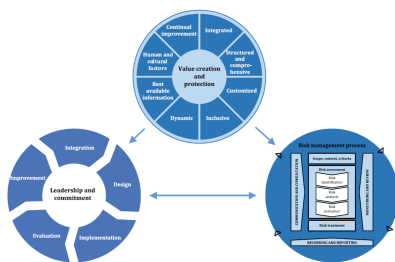 Continual
improvement
Integrated
Human and
cultural
factors
Structured
and compre-
hensive
Value creation
and
protection
Best
available
information
Customized
Dynamic
Inclusive
Integration
Improvement
Design
Leadership and
commitment
Evaluation
Implementation
Risk management process
Scope, context, criteria
Risk assessment
Risk
identification
Risk
analysis
Risk
evaluation
Risk treatment
COMMUNICATION AND CONSULTATION
MONITORING AND REVIEW
RECORDING AND REPORTING